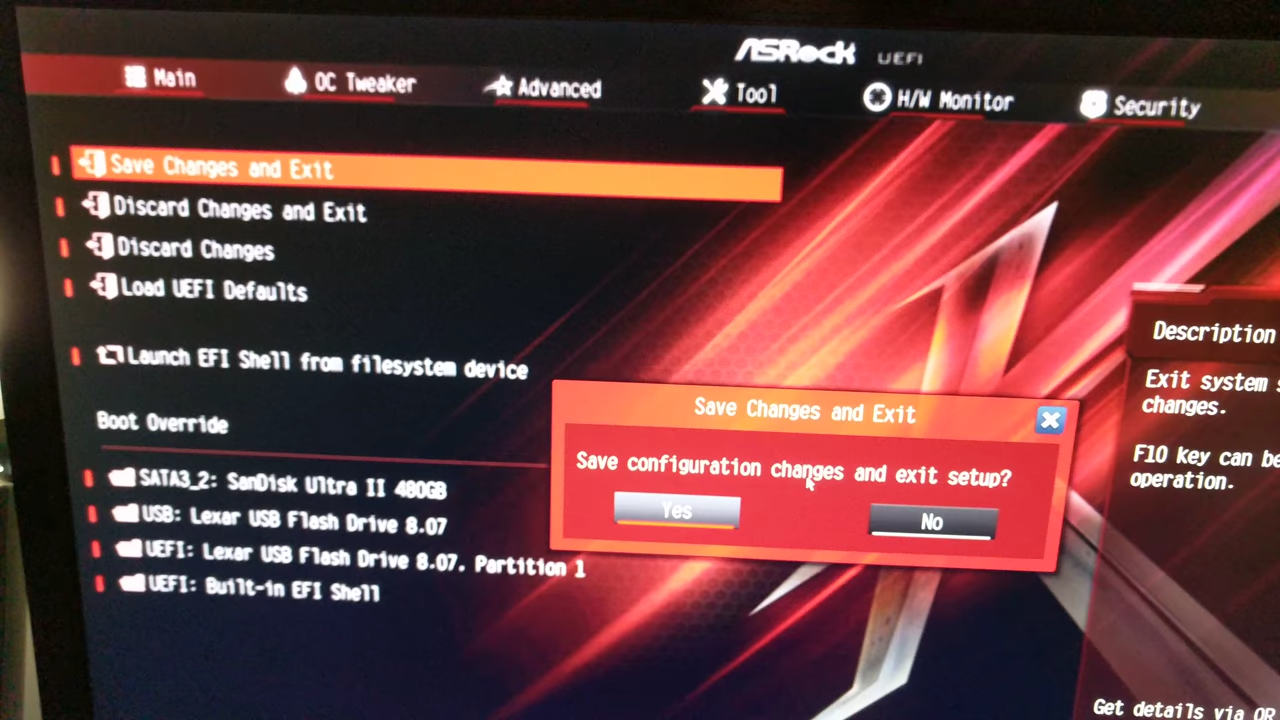 ASRock UEFI
Main
OC Tweaker
Advanced
Tool
H/W Monitor
Security
Save Changes and Exit
Discard Changes and Exit
Discard Changes
Load UEFI Defaults
Launch EFI Shell from filesystem device
Boot Override
SATA3_2: SanDisk Ultra II 480GB
USB: Lexar USB Flash Drive 8.07
UEFI: Lexar USB Flash Drive 8.07, Partition 1
UEFI: Built-in EFI Shell
Save Changes and Exit
Save configuration changes and exit setup?
Yes
No
Description
Exit system
changes.
F10 key can be
operation.
Get details via QR